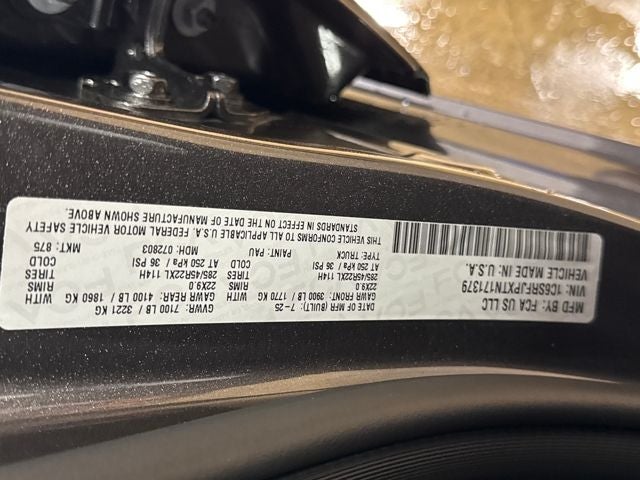 MFD BY: FCA US LLC
DATE OF MFR (BUILT): 7-25
GVWR: 7100 LB / 3221 KG
GAWR FRONT: 3900 LB / 1770 KG
GAWR REAR: 4100 LB / 1860 KG
WITH
285/45R22XL 114H
TIRES
WITH
285/45R22XL 114H
TIRES
22X9.0
RIMS
22X9.0
RIMS
AT 250 kPa / 36 PSI
COLD
AT 250 kPa / 36 PSI
COLD
THIS VEHICLE CONFORMS TO ALL APPLICABLE U.S.A. FEDERAL MOTOR VEHICLE SAFETY
STANDARDS IN EFFECT ON THE DATE OF MANUFACTURE SHOWN ABOVE.
VIN: 1C6SRFJPXTN171379
TYPE: TRUCK
MDH: 072803
MKT: 875
VEHICLE MADE IN: U.S.A.
PAINT: PAU